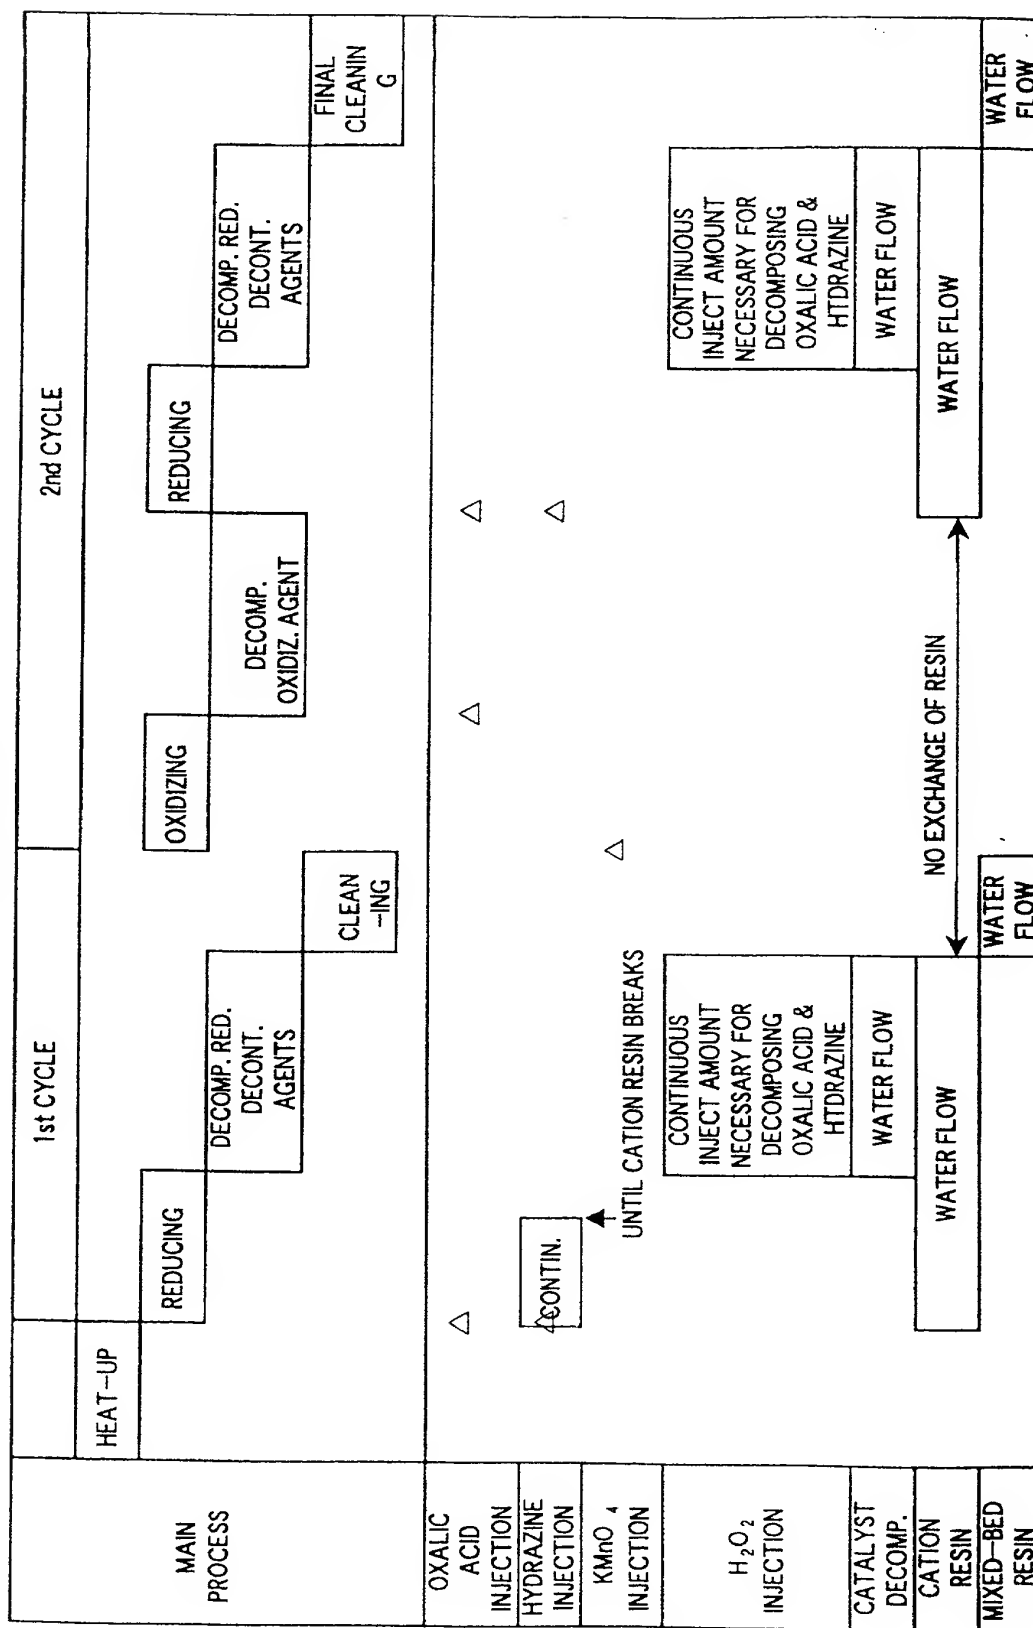 1st CYCLE
2nd CYCLE
MAIN
PROCESS
HEAT-UP
REDUCING
DECOMP. RED.
DECONT.
AGENTS
CLEAN
-ING
OXIDIZING
DECOMP.
OXIDIZ. AGENT
REDUCING
DECOMP. RED.
DECONT.
AGENTS
FINAL
CLEANIN
G
OXALIC
ACID
INJECTION
△
△
△
HYDRAZINE
INJECTION
△
CONTIN.
△
KMnO4
INJECTION
UNTIL CATION RESIN BREAKS
△
H2O2
INJECTION
CONTINUOUS
INJECT AMOUNT
NECESSARY FOR
DECOMPOSING
OXALIC ACID &
HTDRAZINE
CONTINUOUS
INJECT AMOUNT
NECESSARY FOR
DECOMPOSING
OXALIC ACID &
HTDRAZINE
CATALYST
DECOMP.
WATER FLOW
WATER FLOW
CATION
RESIN
WATER FLOW
NO EXCHANGE OF RESIN
WATER FLOW
MIXED-BED
RESIN
WATER
FLOW
WATER
FLOW